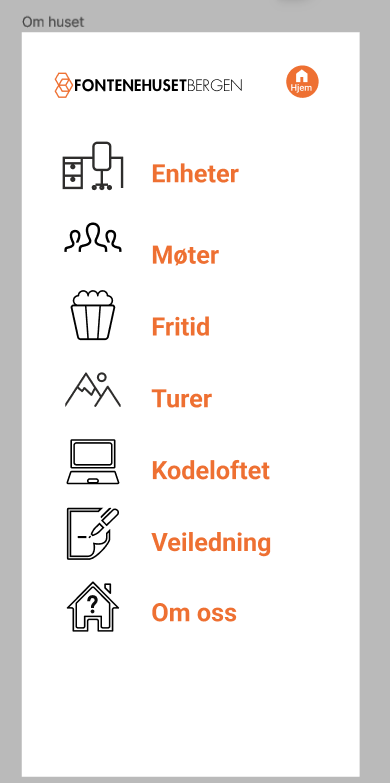 Om huset
FONTENEHUSETBERGEN
Hjem
Enheter
Møter
Fritid
Turer
Kodeloftet
Veiledning
?
Om oss